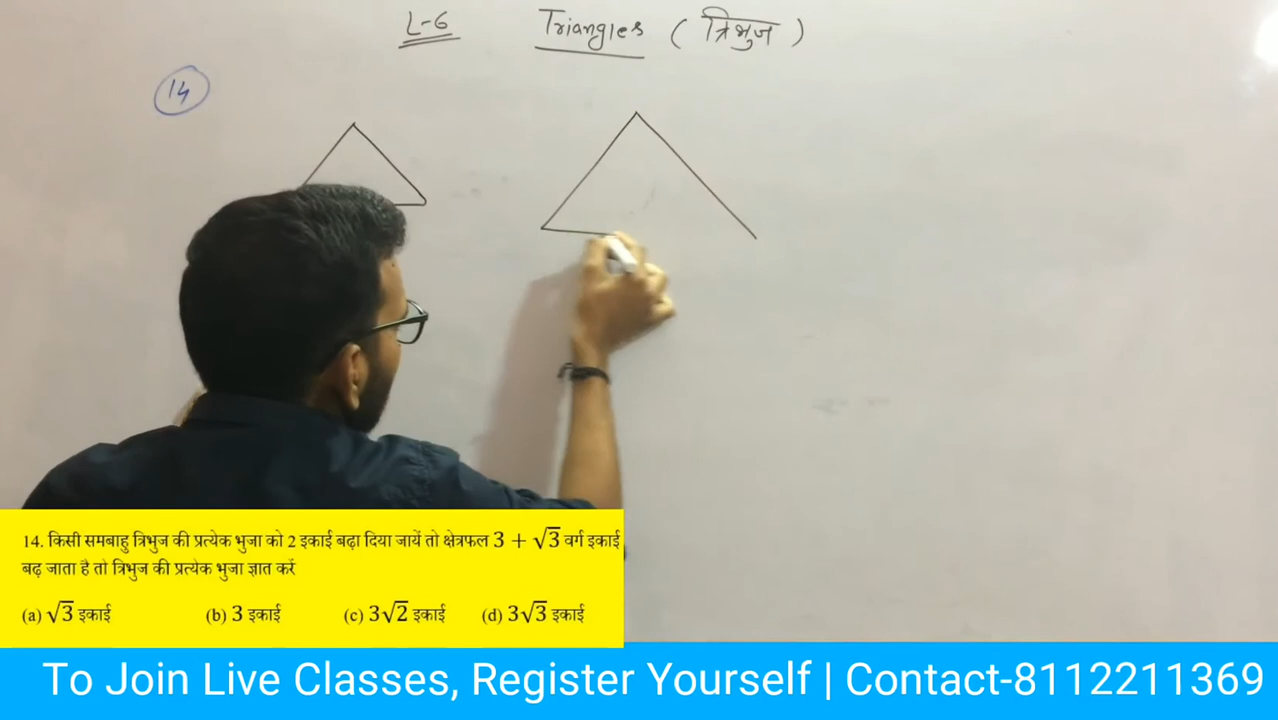 L-6 Triangles (त्रिभुज)
14
14. किसी समबाहु त्रिभुज की प्रत्येक भुजा को 2 इकाई बढ़ा दिया जायें तो क्षेत्रफल 3 + √3 वर्ग इकाई
बढ़ जाता है तो त्रिभुज की प्रत्येक भुजा ज्ञात करें
(a) √3 इकाई (b) 3 इकाई (c) 3√2 इकाई (d) 3√3 इकाई
To Join Live Classes, Register Yourself | Contact-8112211369